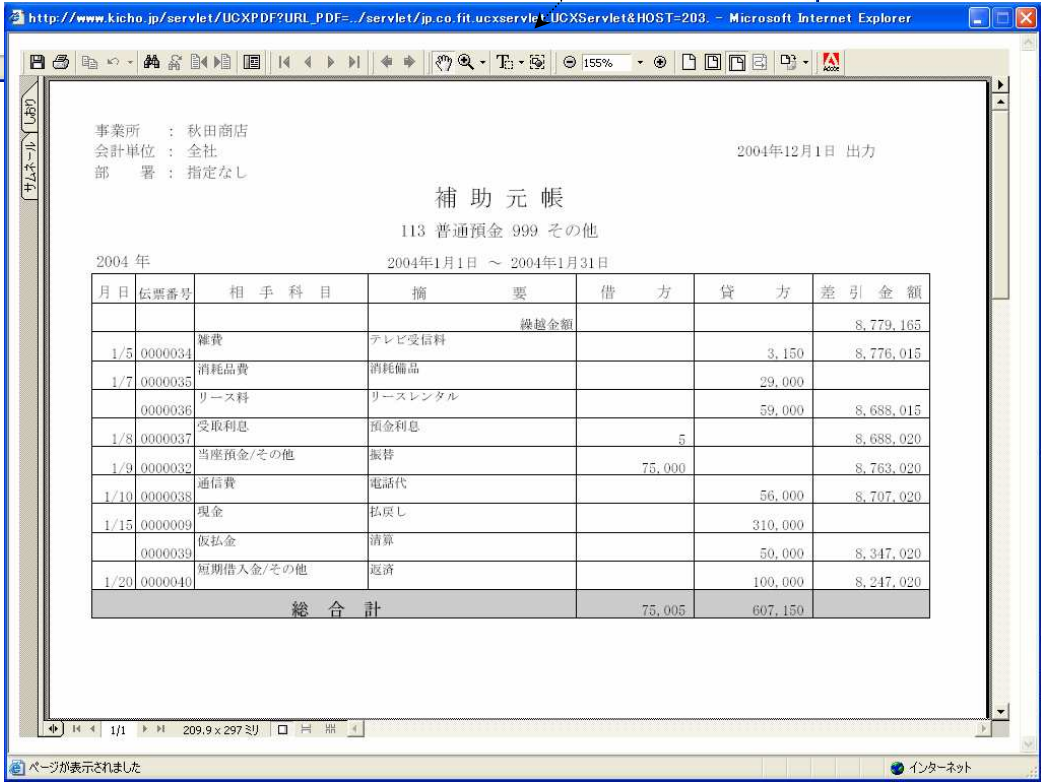 http://www.kicho.jp/servlet/UCXPDF?URL_PDF=../servlet/jp.co.fit.ucxservlet.UCXServlet&HOST=203. - Microsoft Internet Explorer
155%
Adobe
しおり
サムネール
事業所 : 秋田商店
会計単位 : 全社
2004年12月1日 出力
部 署 : 指定なし
補 助 元 帳
113 普通預金 999 その他
2004 年 2004年1月1日 ～ 2004年1月31日
月 日 伝票番号 相 手 科 目 摘 要 借 方 貸 方 差 引 金 額
繰越金額 8,779,165
1/5 0000034 雑費 テレビ受信料 3,150 8,776,015
1/7 0000035 消耗品費 消耗備品 29,000
0000036 リース料 リースレンタル 59,000 8,688,015
1/8 0000037 受取利息 預金利息 5 8,688,020
1/9 0000032 当座預金/その他 振替 75,000 8,763,020
1/10 0000038 通信費 電話代 56,000 8,707,020
1/15 0000009 現金 払戻し 310,000
0000039 仮払金 清算 50,000 8,347,020
1/20 0000040 短期借入金/その他 返済 100,000 8,247,020
総 合 計 75,005 607,150
1/1 209.9 x 297 ミリ
ページが表示されました インターネット